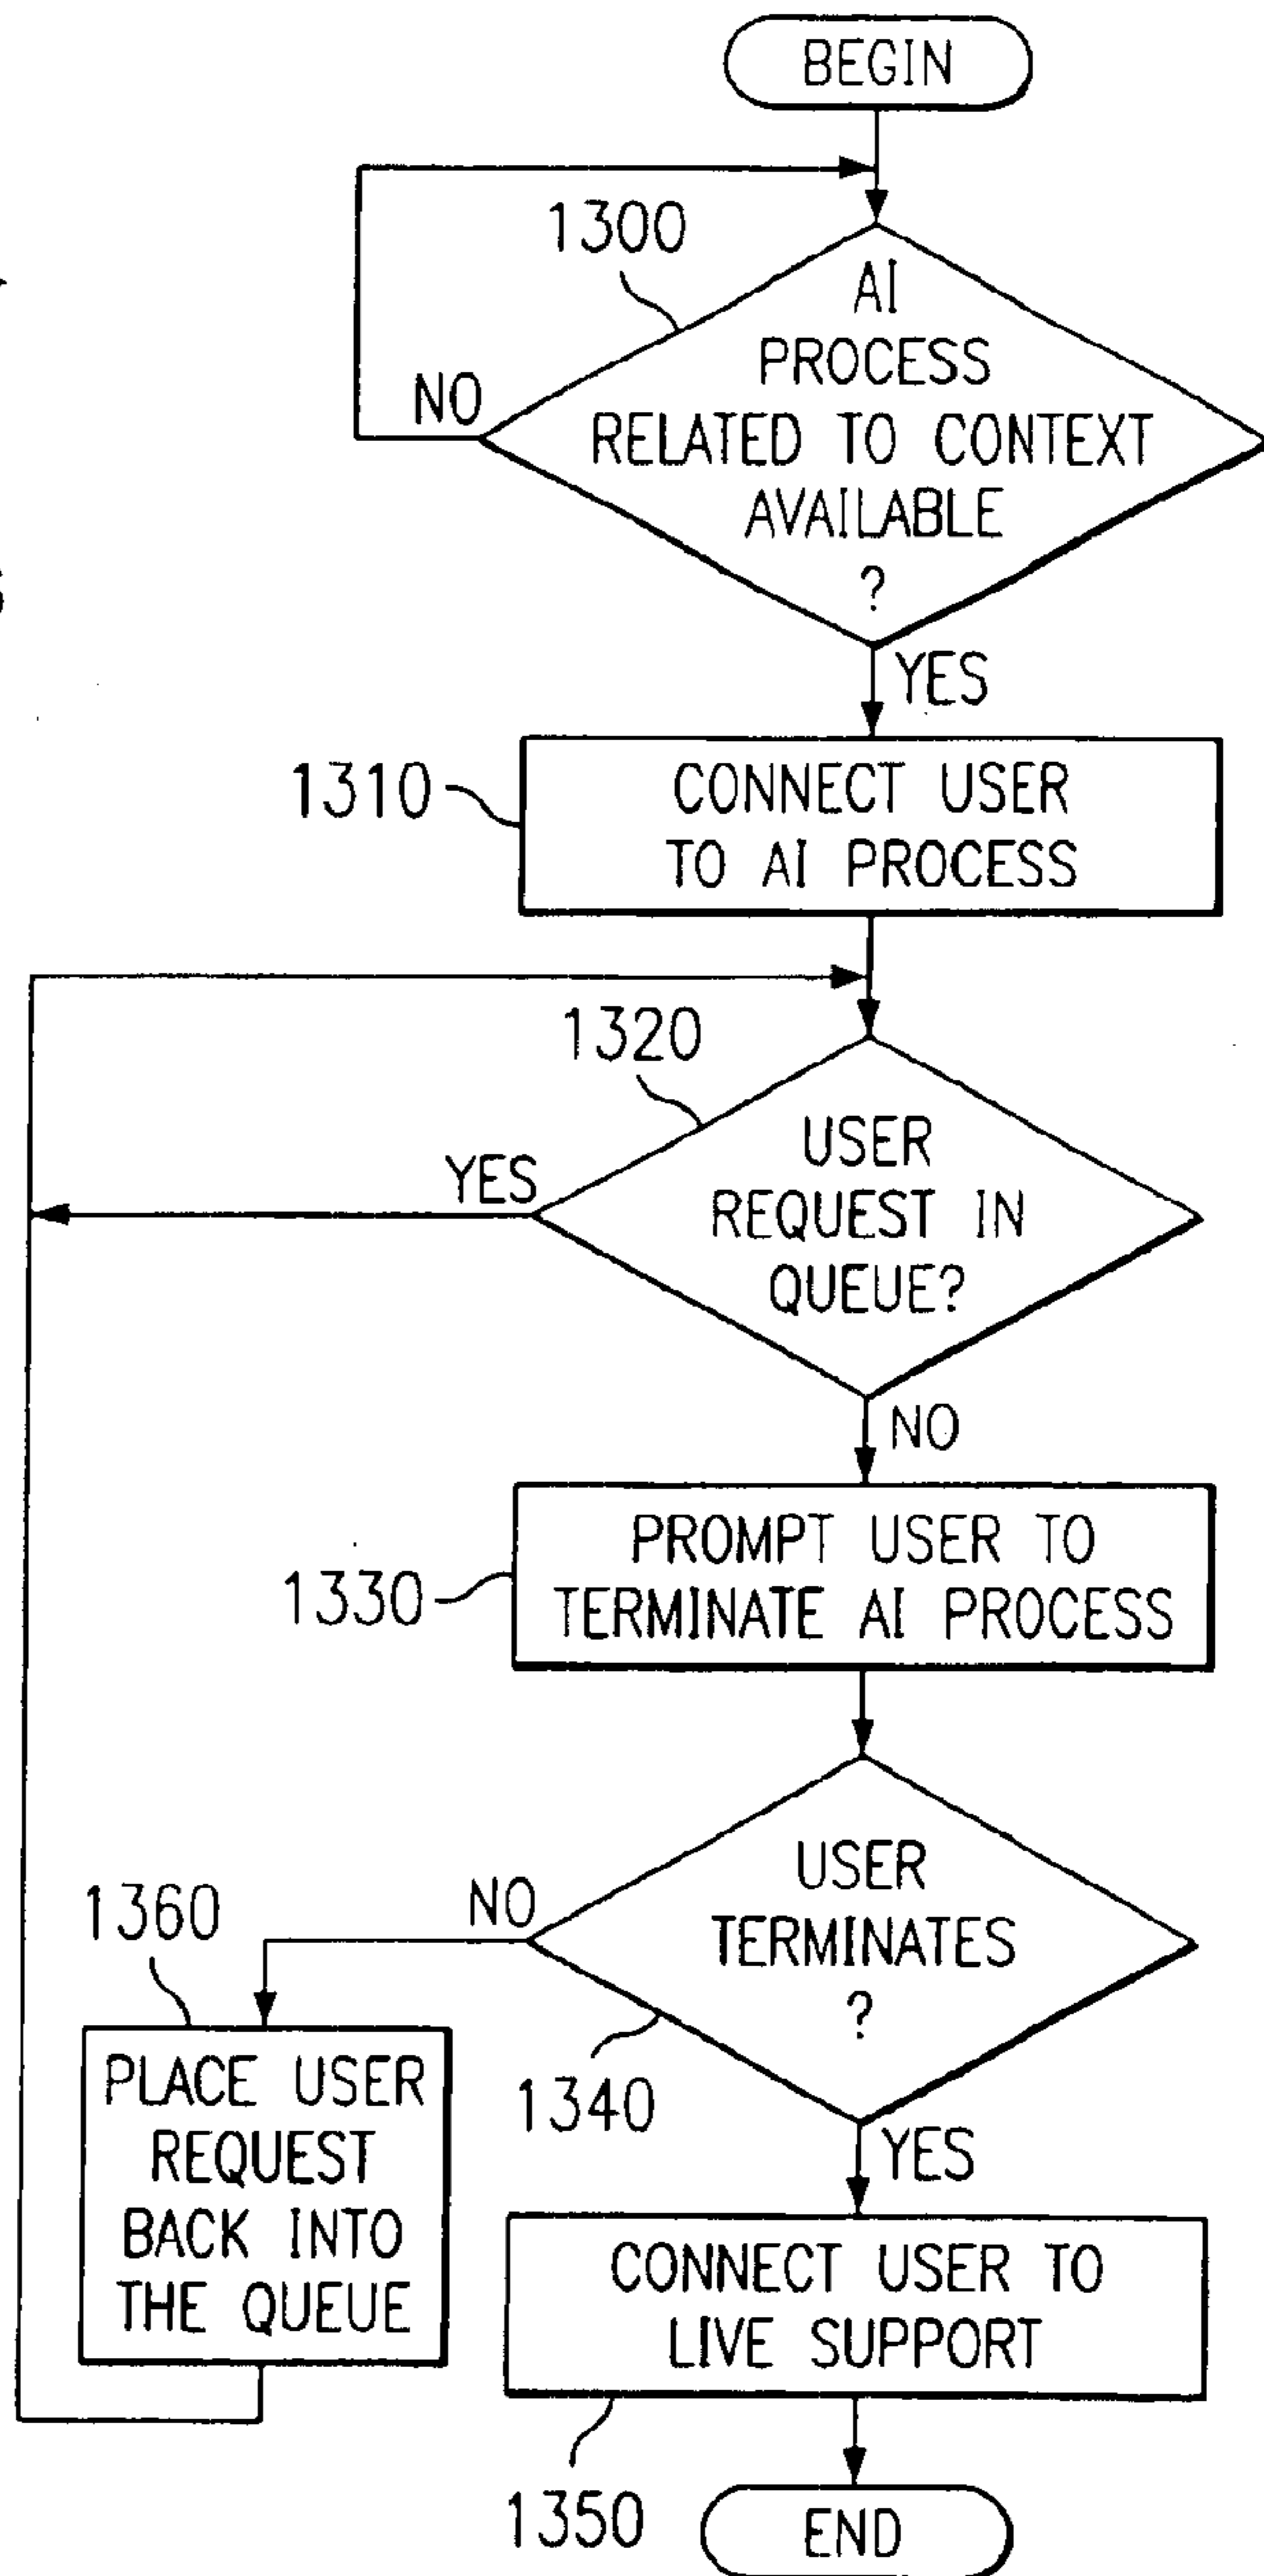 BEGIN
1300
AI
PROCESS
RELATED TO CONTEXT
AVAILABLE
?
NO
YES
1310
CONNECT USER
TO AI PROCESS
1320
USER
REQUEST IN
QUEUE?
YES
NO
1330
PROMPT USER TO
TERMINATE AI PROCESS
USER
TERMINATES
?
NO
1360
1340
PLACE USER
REQUEST
BACK INTO
THE QUEUE
YES
CONNECT USER TO
LIVE SUPPORT
1350
END